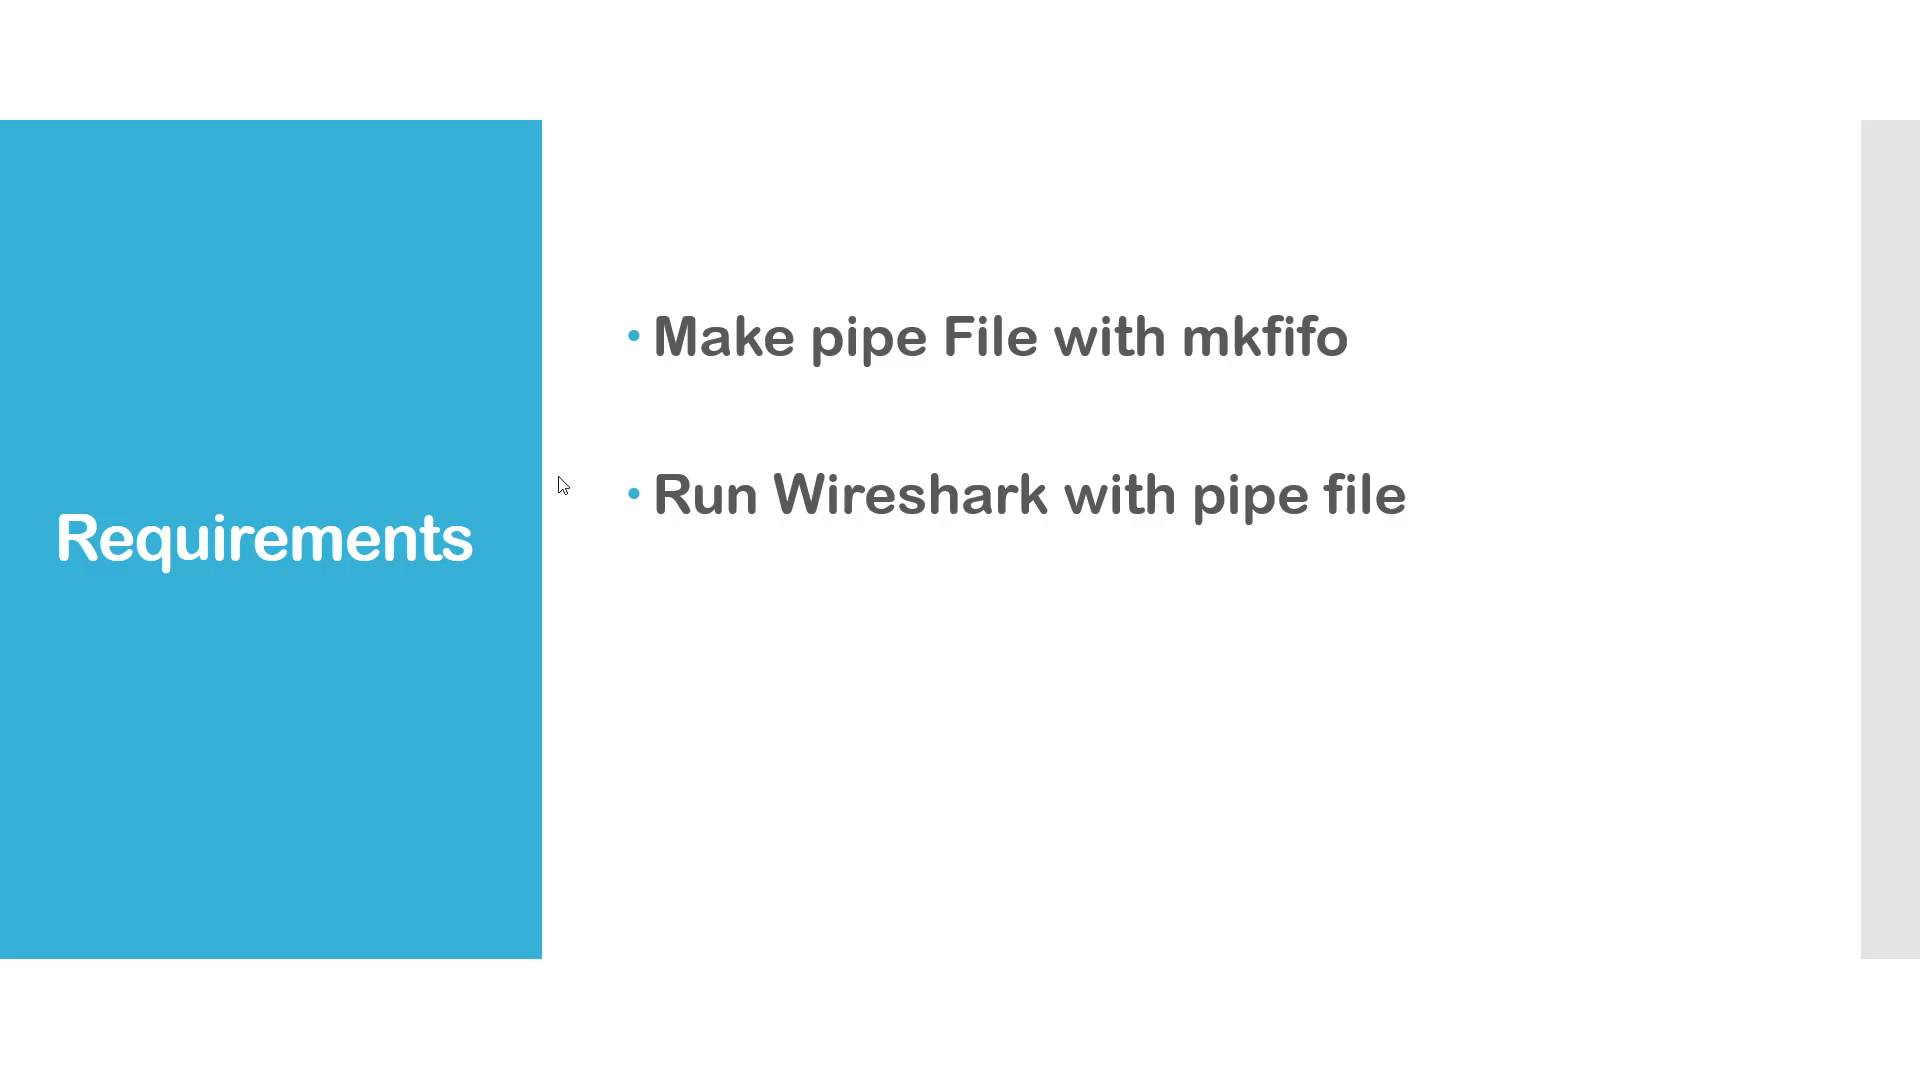 Requirements
• Make pipe File with mkfifo
• Run Wireshark with pipe file